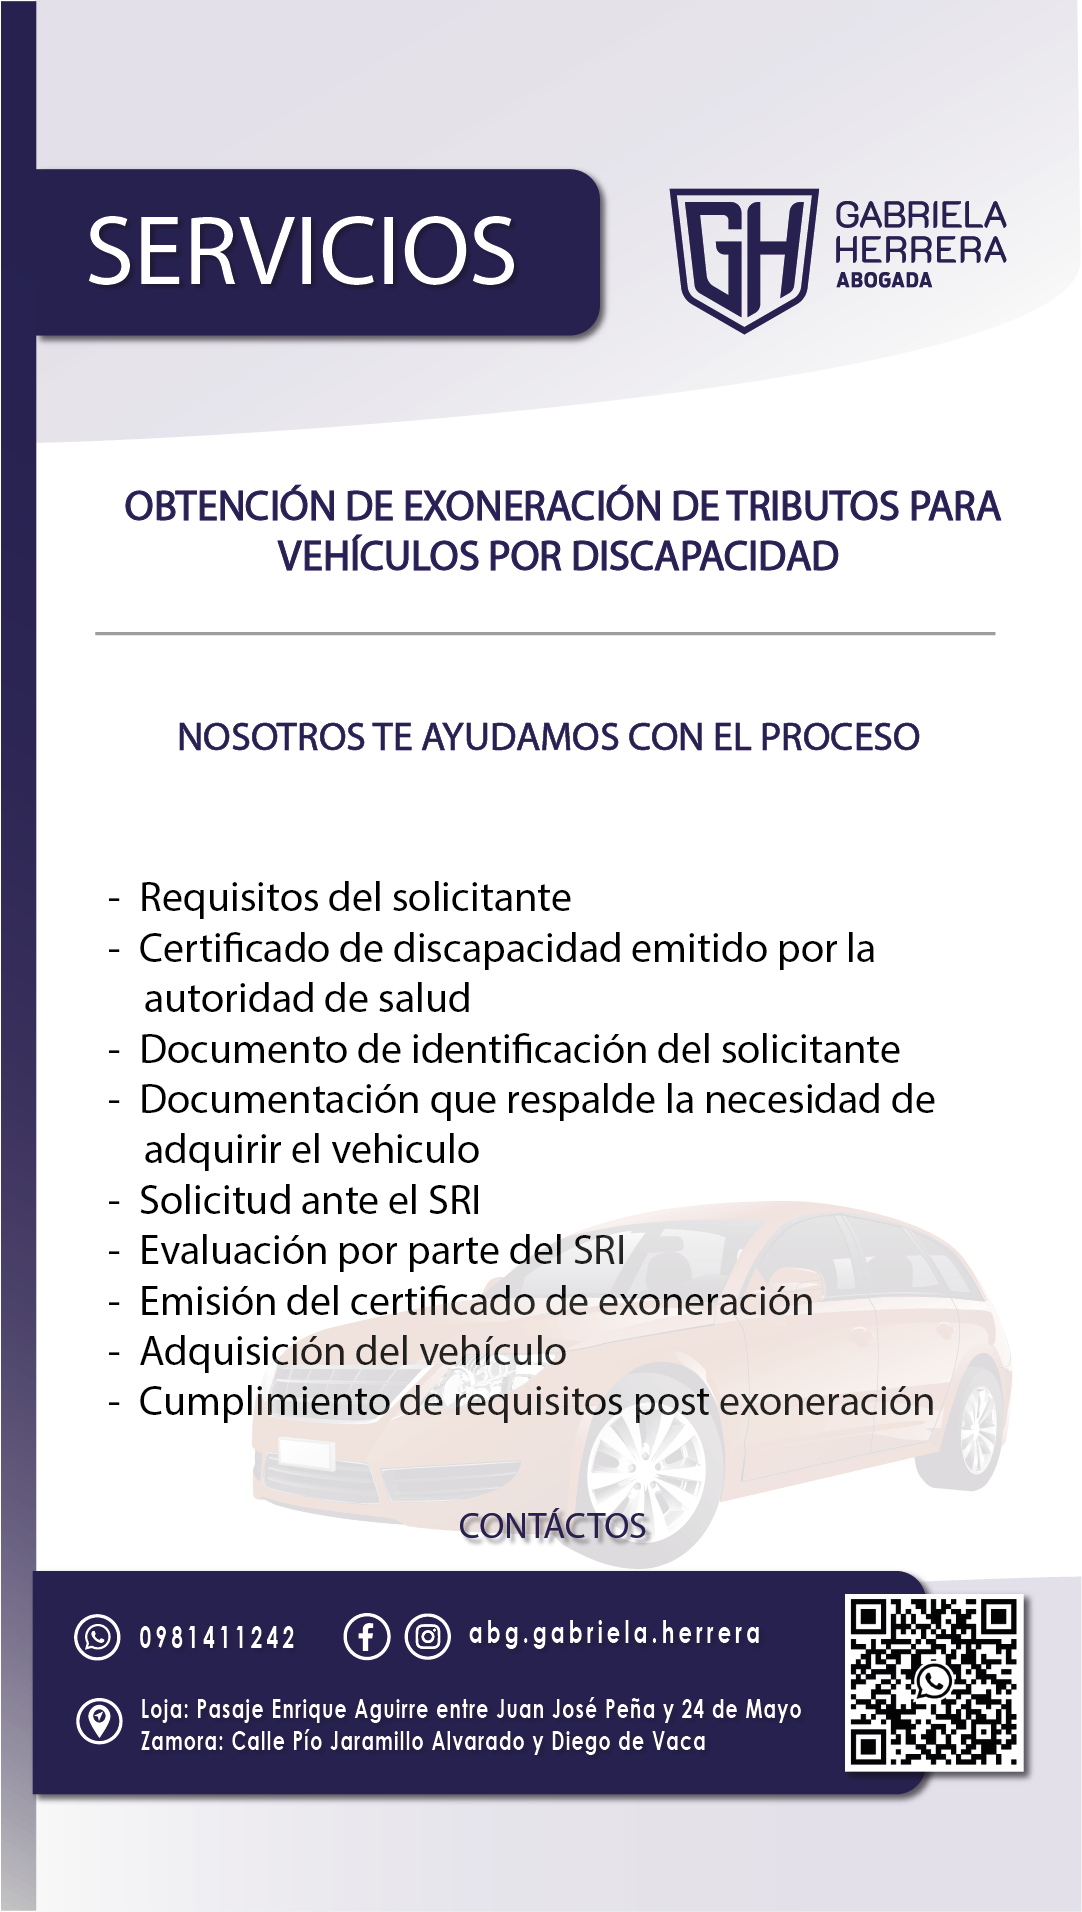 SERVICIOS
GH
GABRIELA
HERRERA
ABOGADA
OBTENCIÓN DE EXONERACIÓN DE TRIBUTOS PARA
VEHÍCULOS POR DISCAPACIDAD
NOSOTROS TE AYUDAMOS CON EL PROCESO
- Requisitos del solicitante
- Certificado de discapacidad emitido por la
autoridad de salud
- Documento de identificación del solicitante
- Documentación que respalde la necesidad de
adquirir el vehiculo
- Solicitud ante el SRI
- Evaluación por parte del SRI
- Emisión del certificado de exoneración
- Adquisición del vehículo
- Cumplimiento de requisitos post exoneración
CONTÁCTOS
0981411242
abg.gabriela.herrera
Loja: Pasaje Enrique Aguirre entre Juan José Peña y 24 de Mayo
Zamora: Calle Pío Jaramillo Alvarado y Diego de Vaca